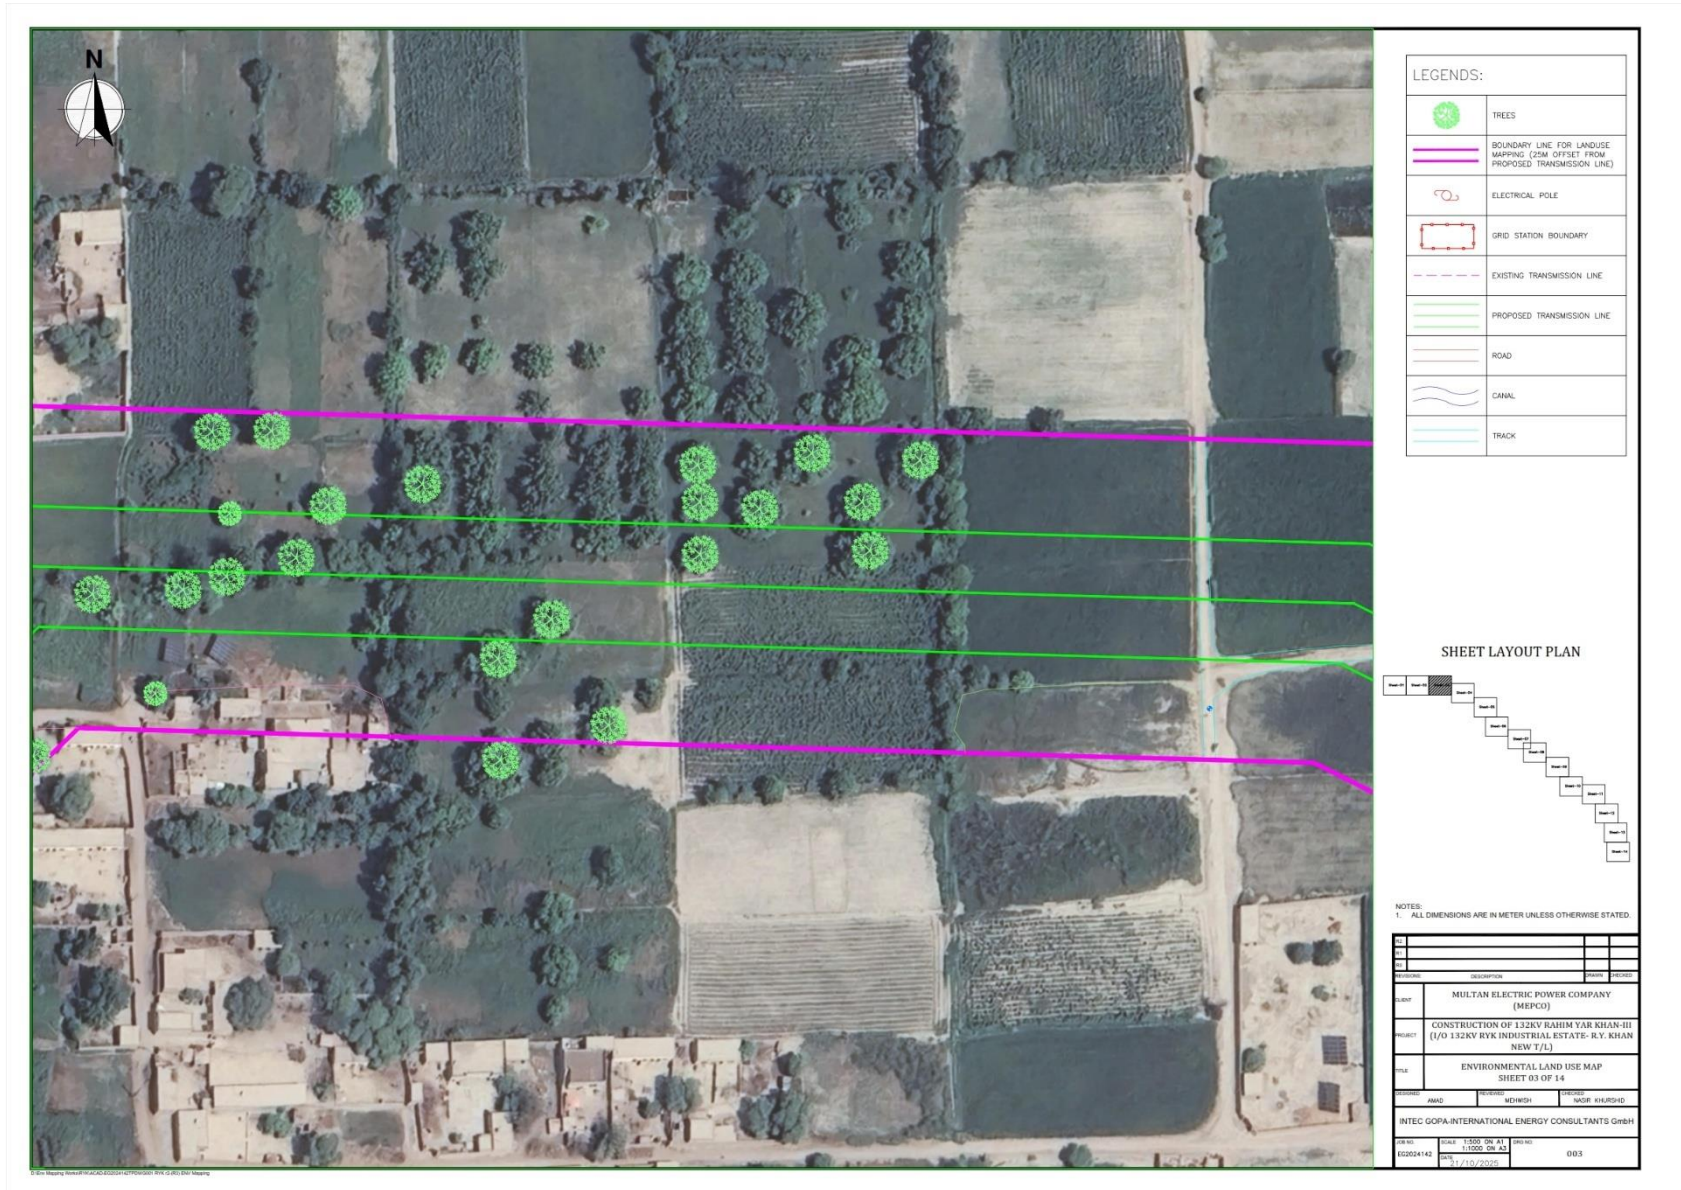 N
LEGENDS:
TREES
BOUNDARY LINE FOR LANDUSE
MAPPING (25M OFFSET FROM
PROPOSED TRANSMISSION LINE)
ELECTRICAL POLE
GRID STATION BOUNDARY
EXISTING TRANSMISSION LINE
PROPOSED TRANSMISSION LINE
ROAD
CANAL
TRACK
SHEET LAYOUT PLAN
NOTES:
1. ALL DIMENSIONS ARE IN METER UNLESS OTHERWISE STATED.
REVISIONS DESCRIPTION DRAWN CHECKED
CLIENT
MULTAN ELECTRIC POWER COMPANY
(MEPCO)
PROJECT
CONSTRUCTION OF 132KV RAHIM YAR KHAN-III
(I/O 132KV RYK INDUSTRIAL ESTATE- R.Y. KHAN
NEW T/L)
TITLE
ENVIRONMENTAL LAND USE MAP
SHEET 03 OF 14
DESIGNED REVIEWED CHECKED
AMAD MEHWISH NASIR KHURSHID
INTEC GOPA-INTERNATIONAL ENERGY CONSULTANTS GmbH
JOB NO. SCALE 1:500 ON A1 DRG NO
1:1000 ON A3
EG2024142 003
DATE
21/10/2025